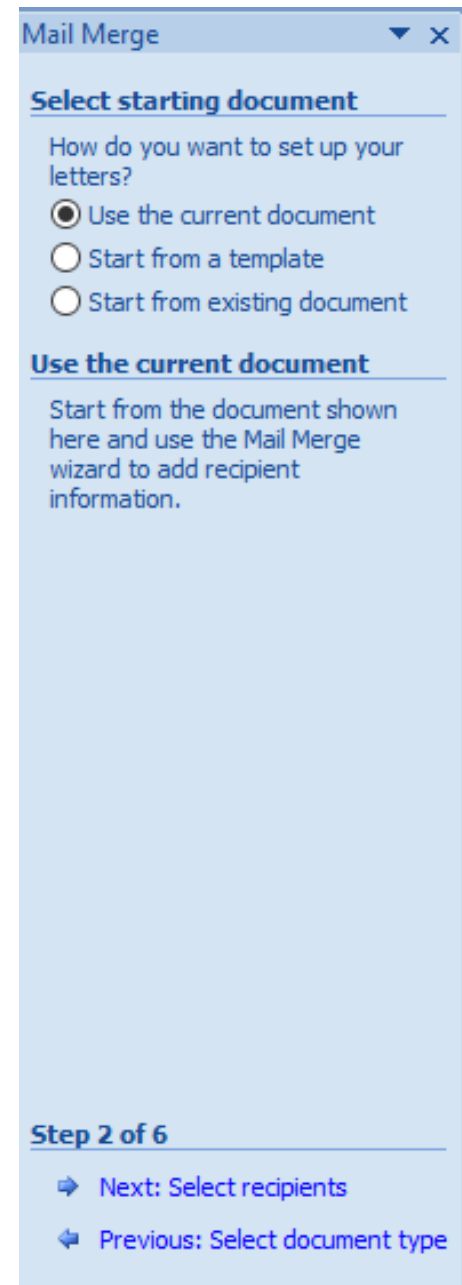 Mail Merge
Select starting document
How do you want to set up your
letters?
Use the current document
Start from a template
Start from existing document
Use the current document
Start from the document shown
here and use the Mail Merge
wizard to add recipient
information.
Step 2 of 6
Next: Select recipients
Previous: Select document type